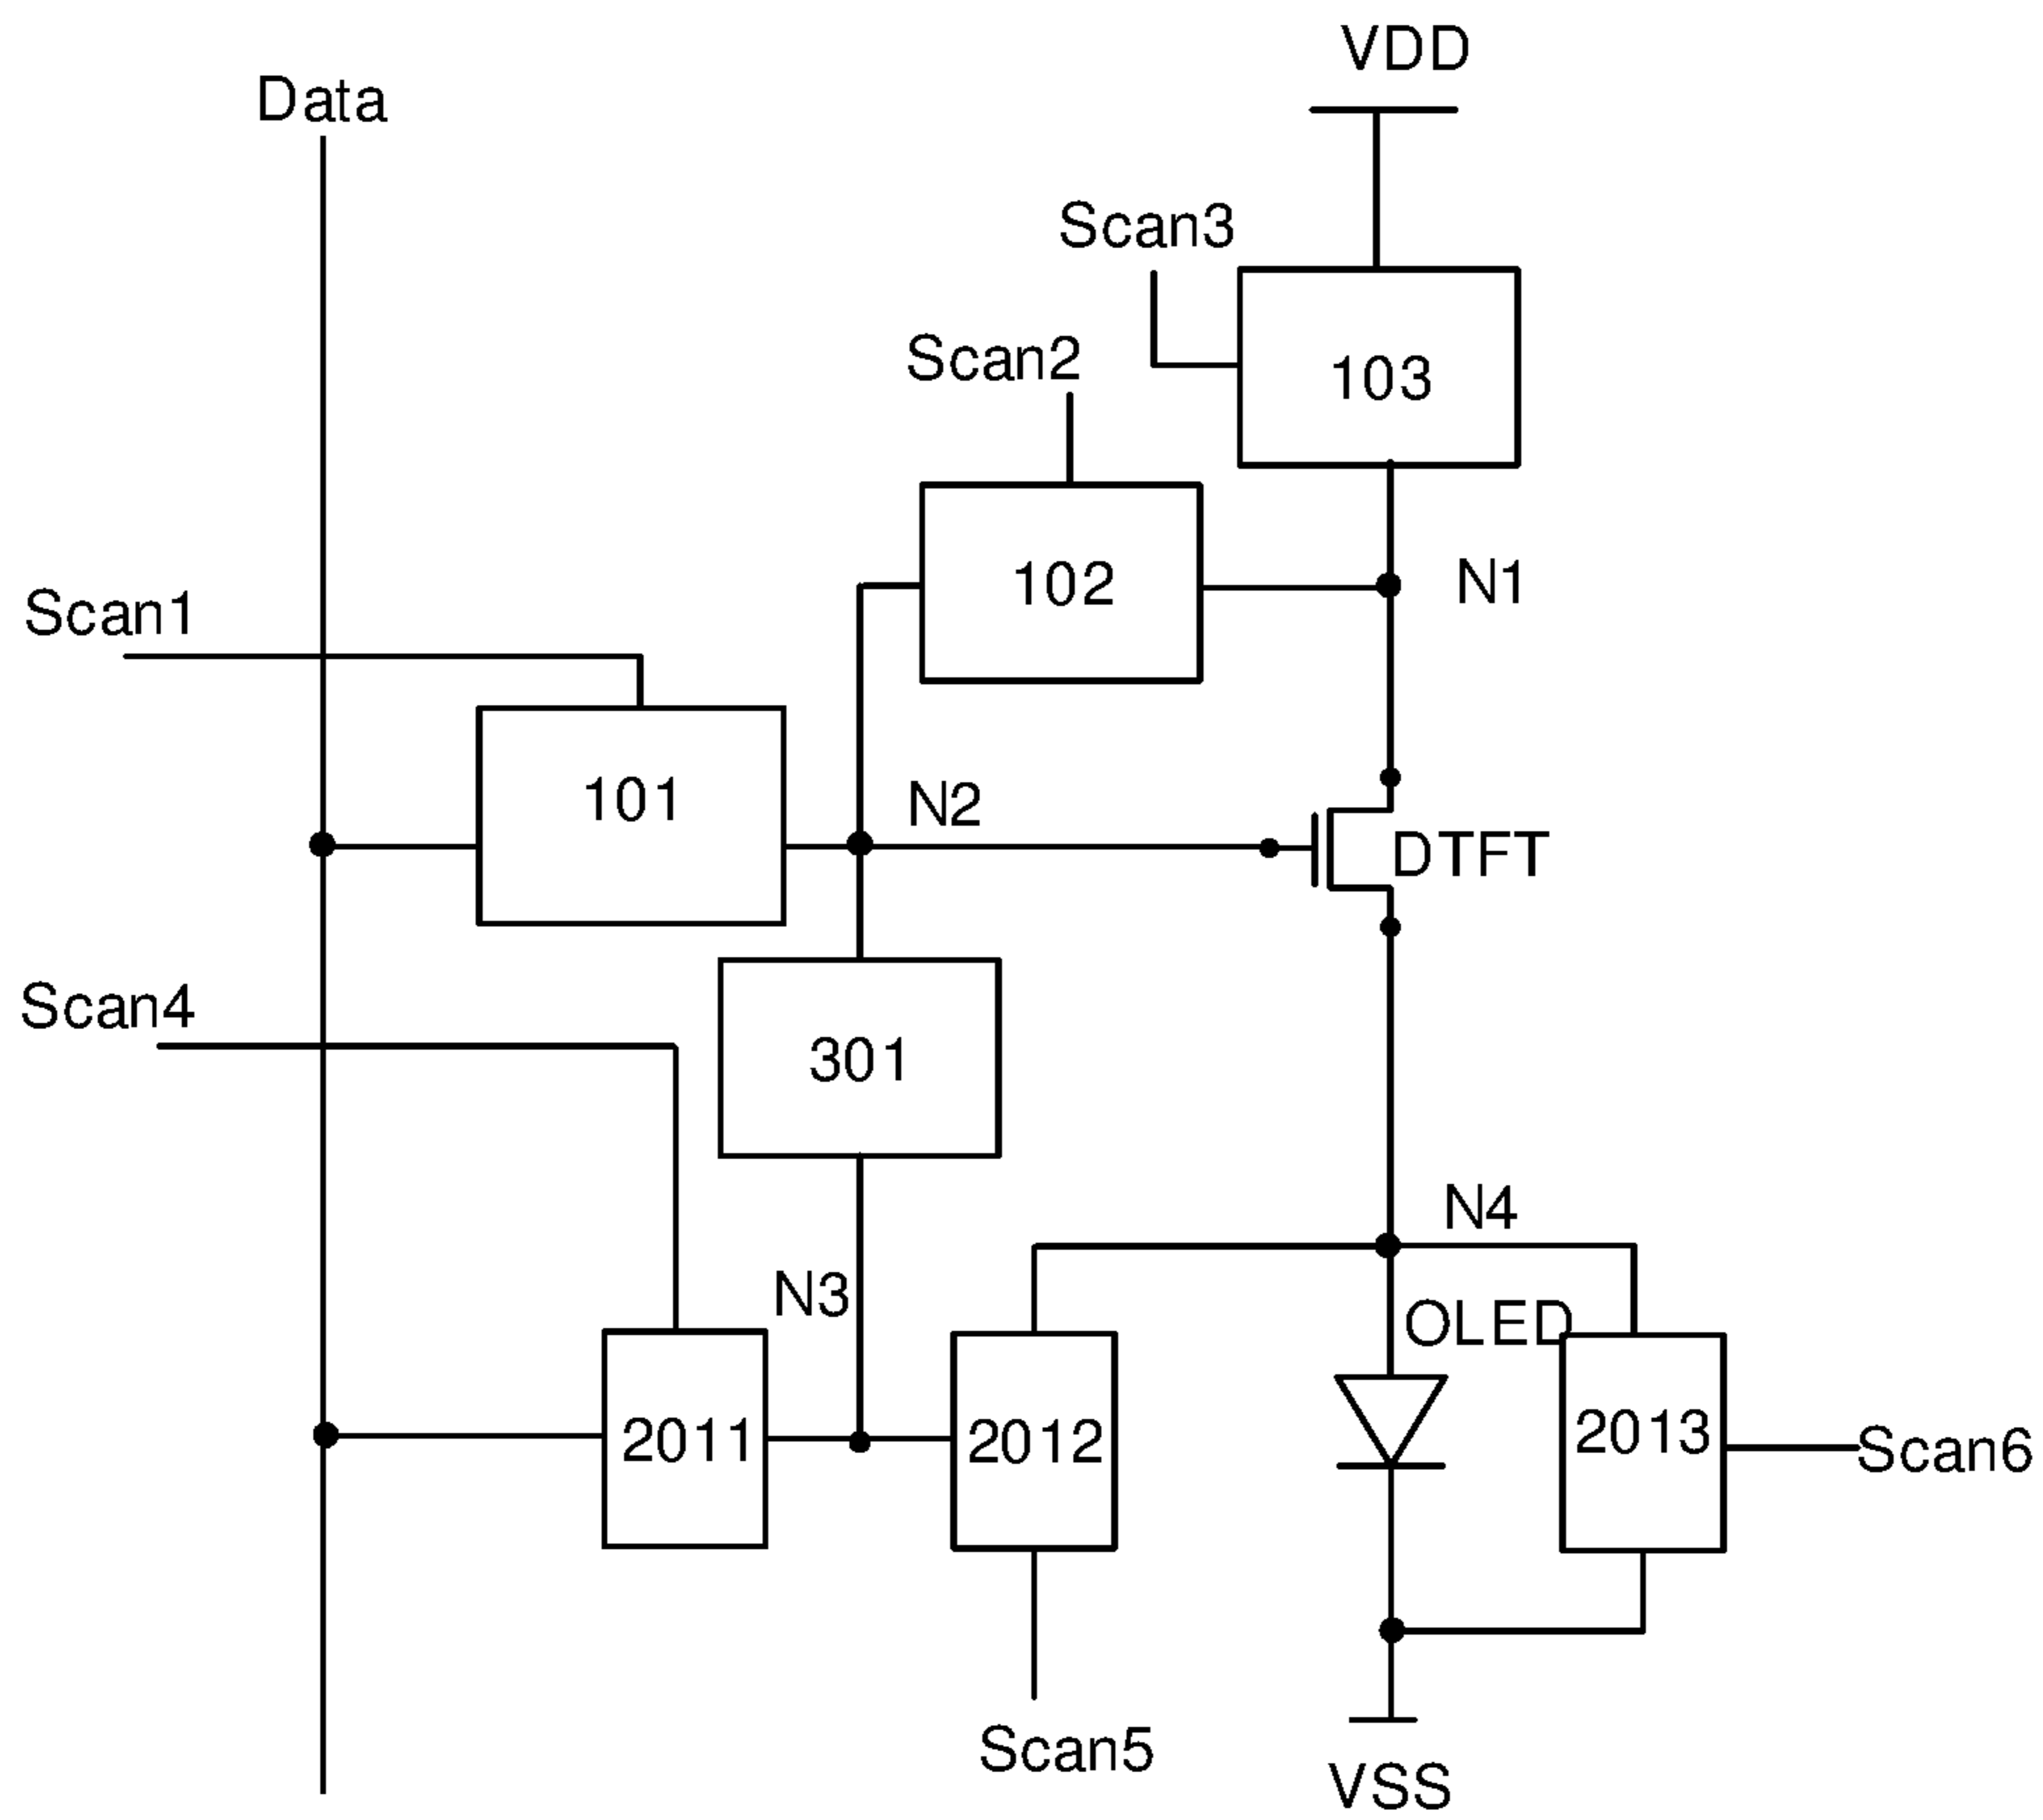 VDD
Data
Scan3
Scan2
103
102
N1
Scan1
101
N2
DTFT
Scan4
301
N4
N3
OLED
2011
2012
2013
Scan6
Scan5
VSS